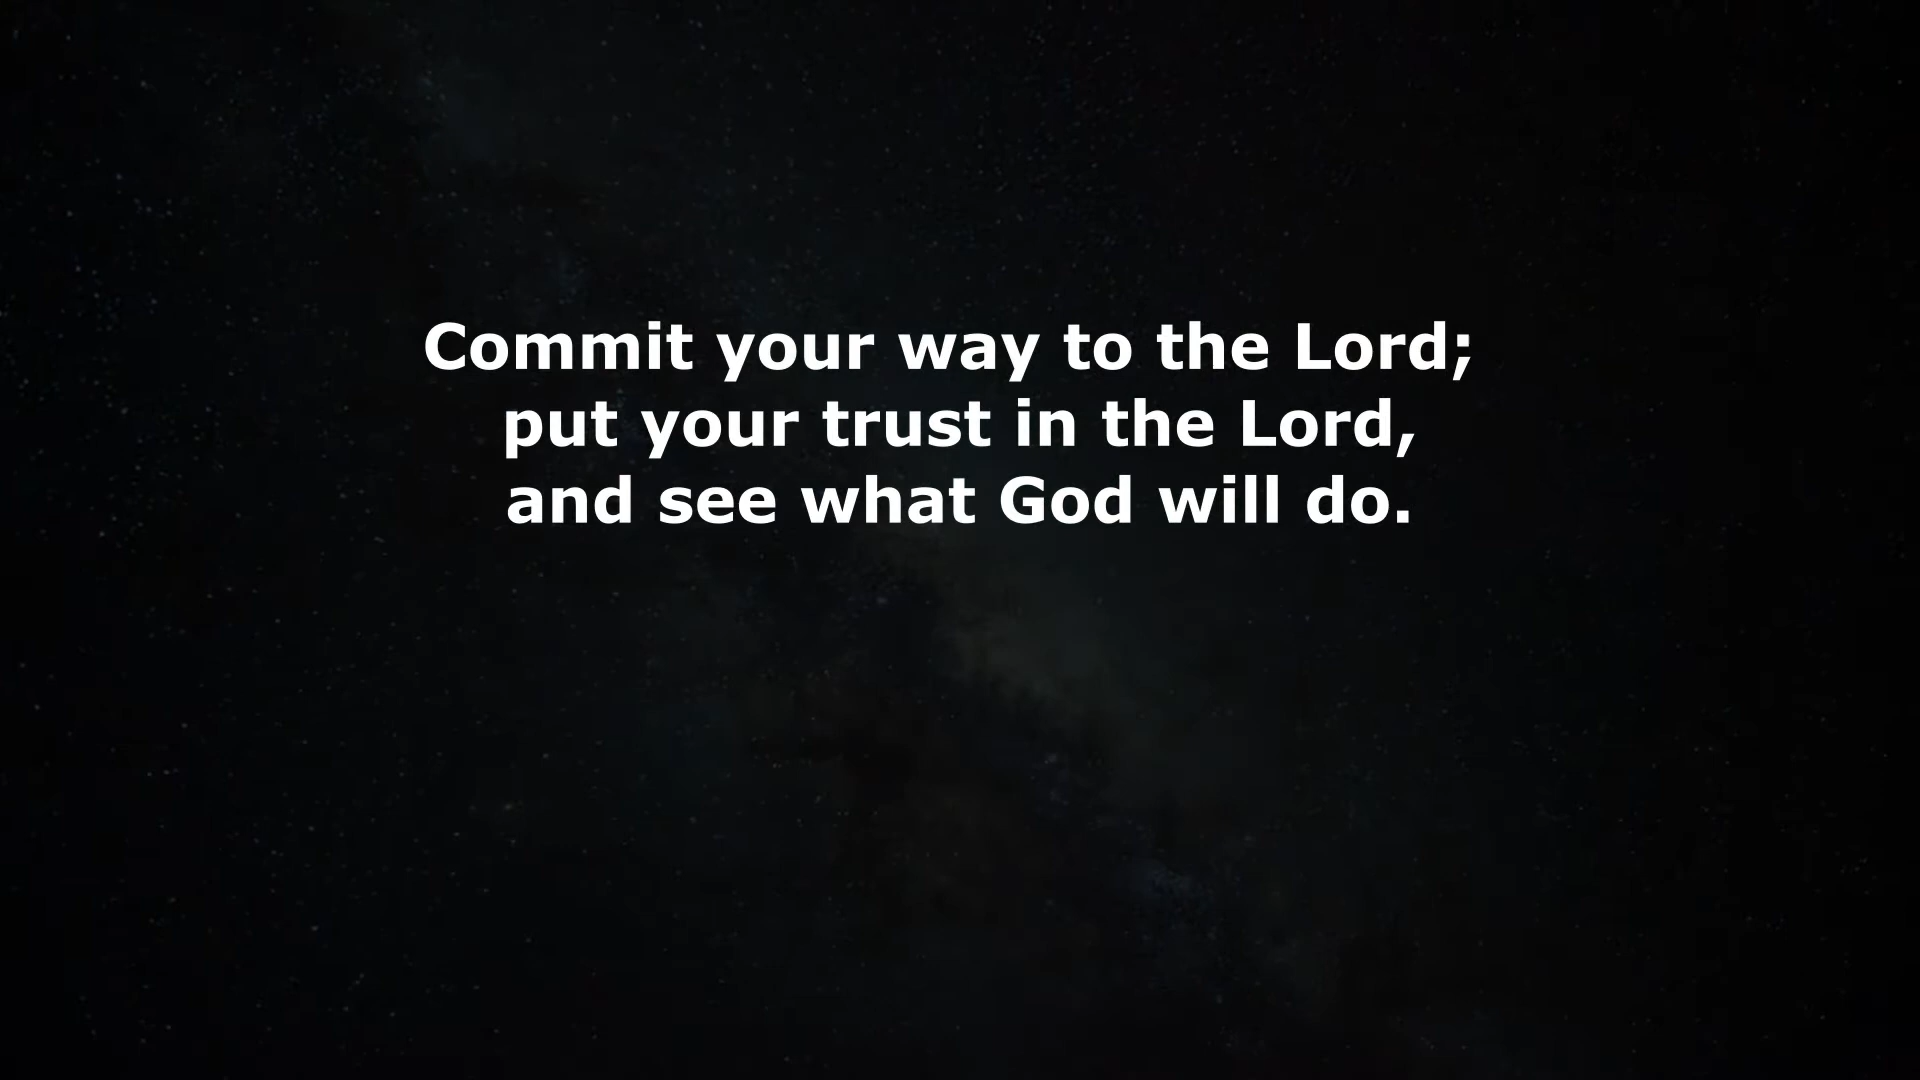 Commit your way to the Lord;
put your trust in the Lord,
and see what God will do.